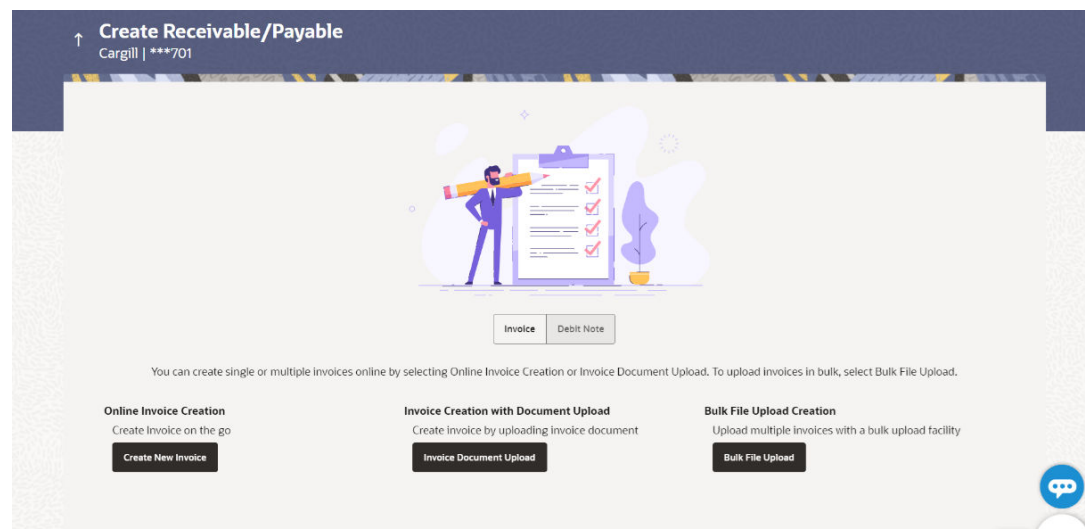 Create Receivable/Payable
Cargill | ***701
Invoice
Debit Note
You can create single or multiple invoices online by selecting Online Invoice Creation or Invoice Document Upload. To upload invoices in bulk, select Bulk File Upload.
Online Invoice Creation
Create Invoice on the go
Create New Invoice
Invoice Creation with Document Upload
Create invoice by uploading invoice document
Invoice Document Upload
Bulk File Upload Creation
Upload multiple invoices with a bulk upload facility
Bulk File Upload